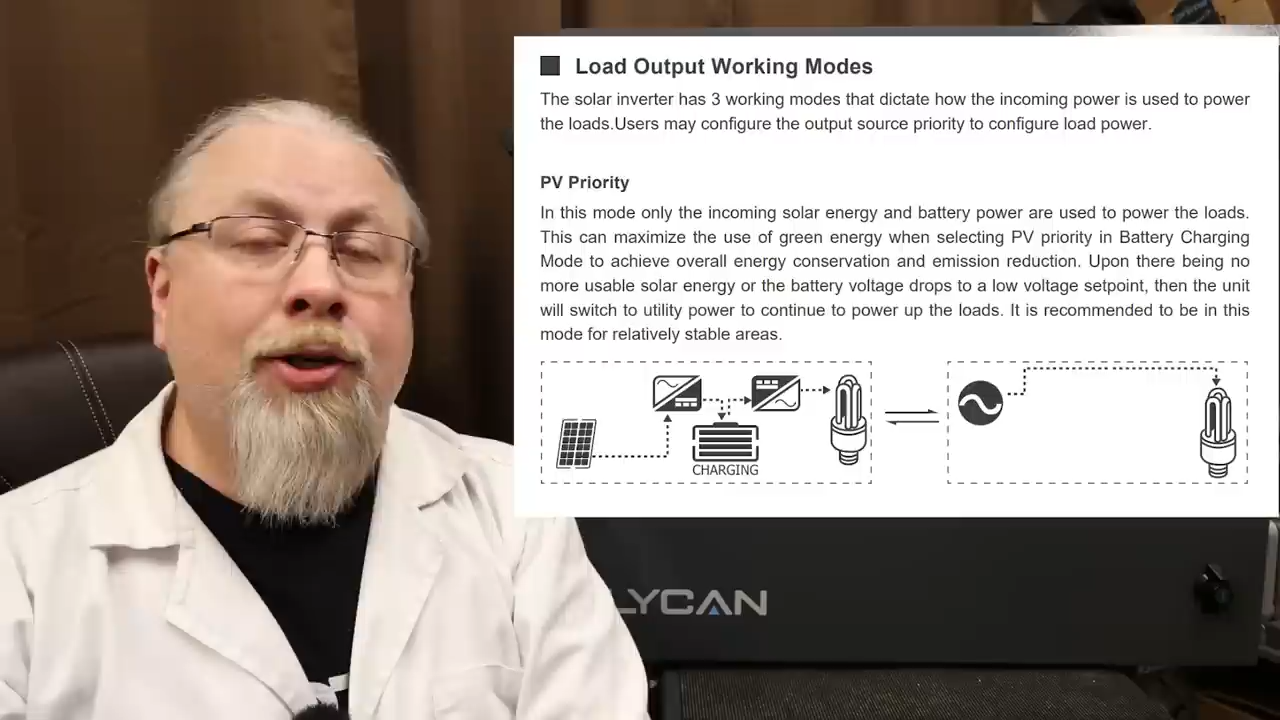 Load Output Working Modes
The solar inverter has 3 working modes that dictate how the incoming power is used to power
the loads.Users may configure the output source priority to configure load power.
PV Priority
In this mode only the incoming solar energy and battery power are used to power the loads.
This can maximize the use of green energy when selecting PV priority in Battery Charging
Mode to achieve overall energy conservation and emission reduction. Upon there being no
more usable solar energy or the battery voltage drops to a low voltage setpoint, then the unit
will switch to utility power to continue to power up the loads. It is recommended to be in this
mode for relatively stable areas.
CHARGING
LYCAN